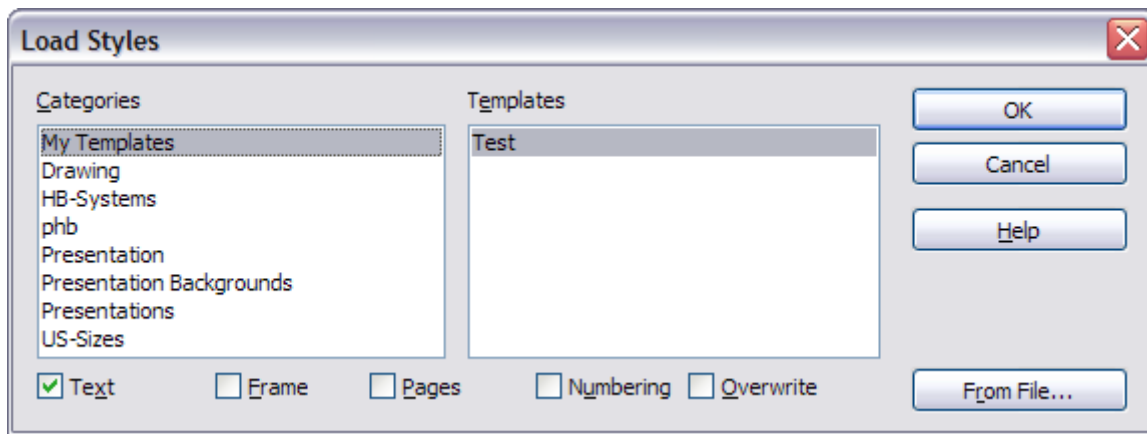 Load Styles
Categories
My Templates
Drawing
HB-Systems
phb
Presentation
Presentation Backgrounds
Presentations
US-Sizes
Templates
Test
OK
Cancel
Help
Text Frame Pages Numbering Overwrite
From File...